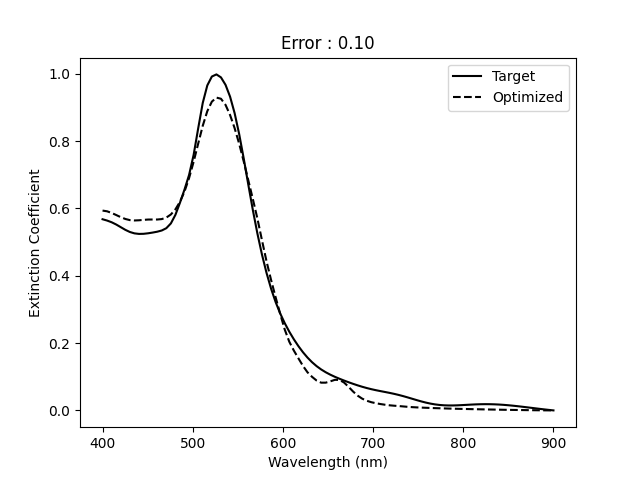 Error : 0.10
Target
Optimized
1.0
0.8
0.6
0.4
0.2
0.0
Extinction Coefficient
400 500 600 700 800 900
Wavelength (nm)